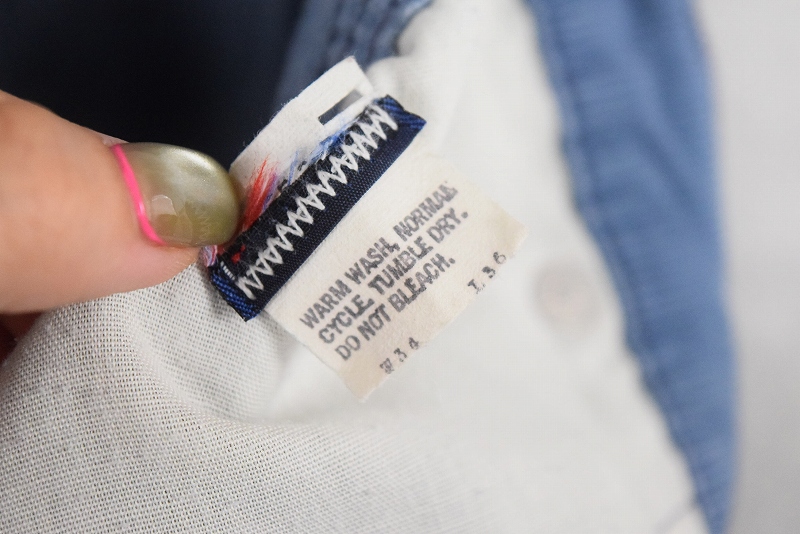 WARM WASH, NORMAL
CYCLE. TUMBLE DRY.
DO NOT BLEACH.
W34 L36